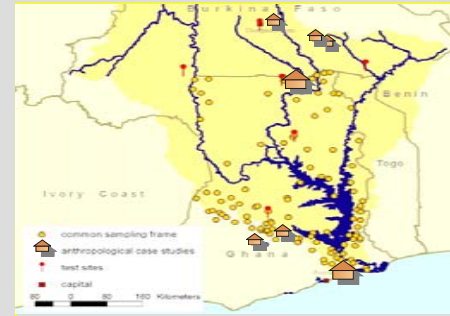 Burkina Faso
Benin
Togo
Ivory Coast
Ghana
common sampling frame
anthropological case studies
test sites
capital
80 0 80 160 Kilometers